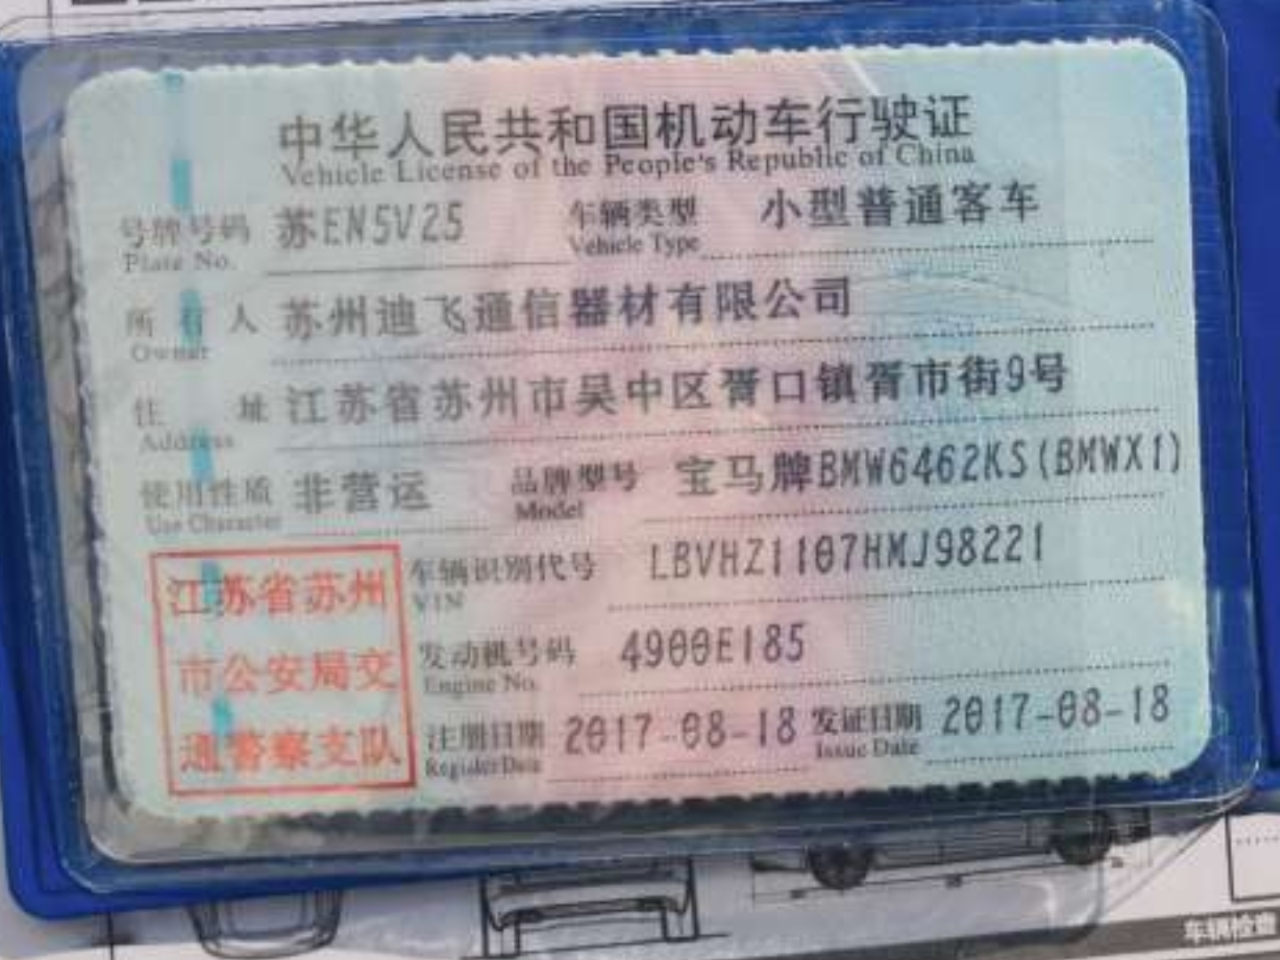 中华人民共和国机动车行驶证
Vehicle License of the People's Republic of China
号牌号码 苏EN5V25 车辆类型 小型普通客车
Plate No. Vehicle Type
所有人 苏州迪飞通信器材有限公司
Owner
住址 江苏省苏州市吴中区胥口镇胥市街9号
Address
使用性质 非营运 品牌型号 宝马牌BMW6462KS(BMWX1)
Use Character Model
江苏省苏州
市公安局交
通警察支队
车辆识别代号 LBVHZ1107HMJ98221
VIN
发动机号码 4900E185
Engine No.
注册日期 2017-08-18 发证日期 2017-08-18
Register Date Issue Date
车辆检查